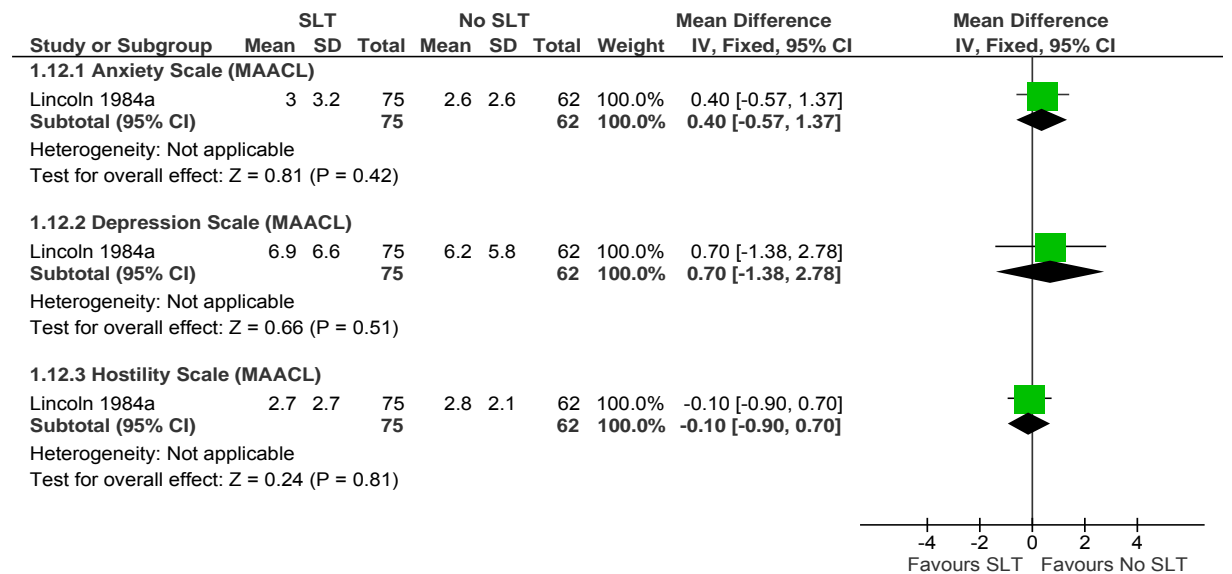 SLT No SLT Mean Difference Mean Difference
Study or Subgroup Mean SD Total Mean SD Total Weight IV, Fixed, 95% CI IV, Fixed, 95% CI
1.12.1 Anxiety Scale (MAACL)
Lincoln 1984a 3 3.2 75 2.6 2.6 62 100.0% 0.40 [-0.57, 1.37]
Subtotal (95% CI) 75 62 100.0% 0.40 [-0.57, 1.37]
Heterogeneity: Not applicable
Test for overall effect: Z = 0.81 (P = 0.42)
1.12.2 Depression Scale (MAACL)
Lincoln 1984a 6.9 6.6 75 6.2 5.8 62 100.0% 0.70 [-1.38, 2.78]
Subtotal (95% CI) 75 62 100.0% 0.70 [-1.38, 2.78]
Heterogeneity: Not applicable
Test for overall effect: Z = 0.66 (P = 0.51)
1.12.3 Hostility Scale (MAACL)
Lincoln 1984a 2.7 2.7 75 2.8 2.1 62 100.0% -0.10 [-0.90, 0.70]
Subtotal (95% CI) 75 62 100.0% -0.10 [-0.90, 0.70]
Heterogeneity: Not applicable
Test for overall effect: Z = 0.24 (P = 0.81)
-4 -2 0 2 4
Favours SLT Favours No SLT